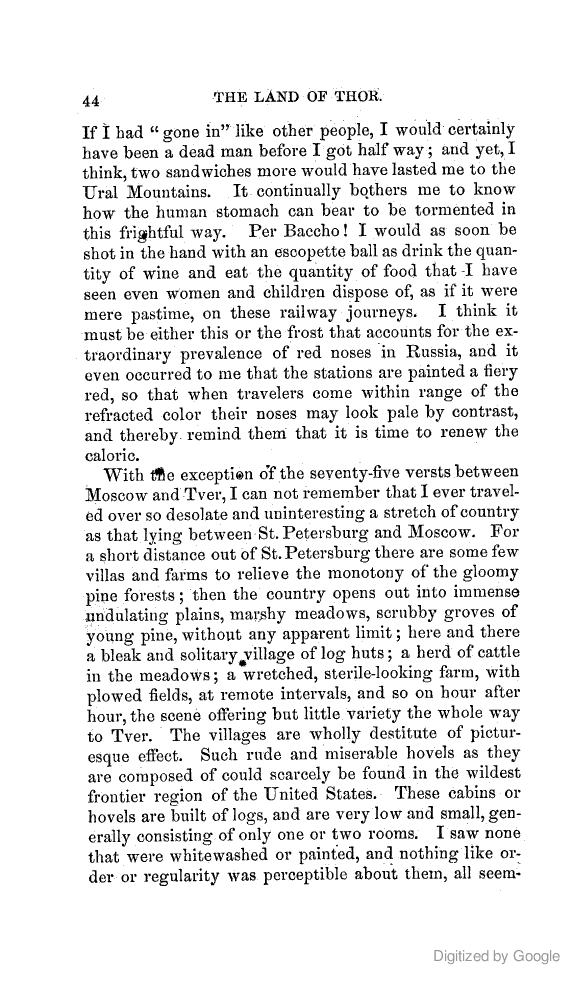 44 THE LAND OF THOR.
If I had “gone in” like other people, I would certainly
have been a dead man before I got half way; and yet, I
think, two sandwiches more would have lasted me to the
Ural Mountains. It continually bothers me to know
how the human stomach can bear to be tormented in
this frightful way. Per Baccho! I would as soon be
shot in the hand with an escopette ball as drink the quan-
tity of wine and eat the quantity of food that I have
seen even women and children dispose of, as if it were
mere pastime, on these railway journeys. I think it
must be either this or the frost that accounts for the ex-
traordinary prevalence of red noses in Russia, and it
even occurred to me that the stations are painted a fiery
red, so that when travelers come within range of the
refracted color their noses may look pale by contrast,
and thereby remind them that it is time to renew the
caloric.
With the exception of the seventy-five versts between
Moscow and Tver, I can not remember that I ever travel-
ed over so desolate and uninteresting a stretch of country
as that lying between St. Petersburg and Moscow. For
a short distance out of St. Petersburg there are some few
villas and farms to relieve the monotony of the gloomy
pine forests; then the country opens out into immense
undulating plains, marshy meadows, scrubby groves of
young pine, without any apparent limit; here and there
a bleak and solitary village of log huts; a herd of cattle
in the meadows; a wretched, sterile-looking farm, with
plowed fields, at remote intervals, and so on hour after
hour, the scene offering but little variety the whole way
to Tver. The villages are wholly destitute of pictur-
esque effect. Such rude and miserable hovels as they
are composed of could scarcely be found in the wildest
frontier region of the United States. These cabins or
hovels are built of logs, and are very low and small, gen-
erally consisting of only one or two rooms. I saw none
that were whitewashed or painted, and nothing like or-
der or regularity was perceptible about them, all seem-
Digitized by Google